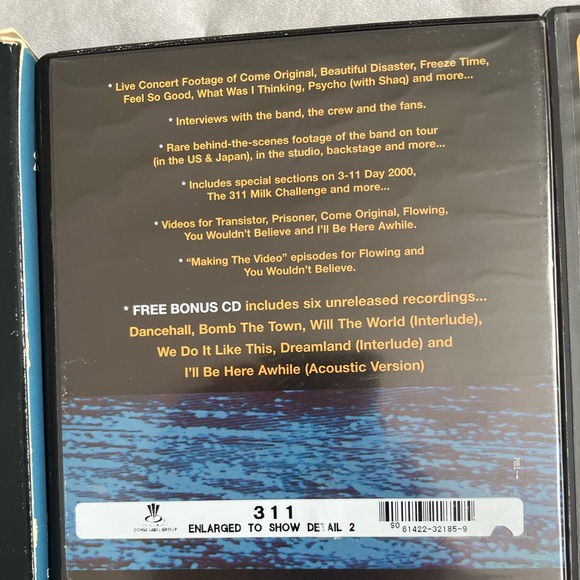 * Live Concert Footage of Come Original, Beautiful Disaster, Freeze Time,
Feel So Good, What Was I Thinking, Psycho (with Shaq) and more...
* Interviews with the band, the crew and the fans.
* Rare behind-the-scenes footage of the band on tour
(in the US & Japan), in the studio, backstage and more...
* Includes special sections on 3-11 Day 2000,
The 311 Milk Challenge and more...
* Videos for Transistor, Prisoner, Come Original, Flowing,
You Wouldn't Believe and I'll Be Here Awhile.
* “Making The Video” episodes for Flowing and
You Wouldn't Believe.
* FREE BONUS CD includes six unreleased recordings...
Dancehall, Bomb The Town, Will The World (Interlude),
We Do It Like This, Dreamland (Interlude) and
I'll Be Here Awhile (Acoustic Version)
311
ENLARGED TO SHOW DETAIL 2
ZOMBA LABEL GROUP
SO 61422-32185-9